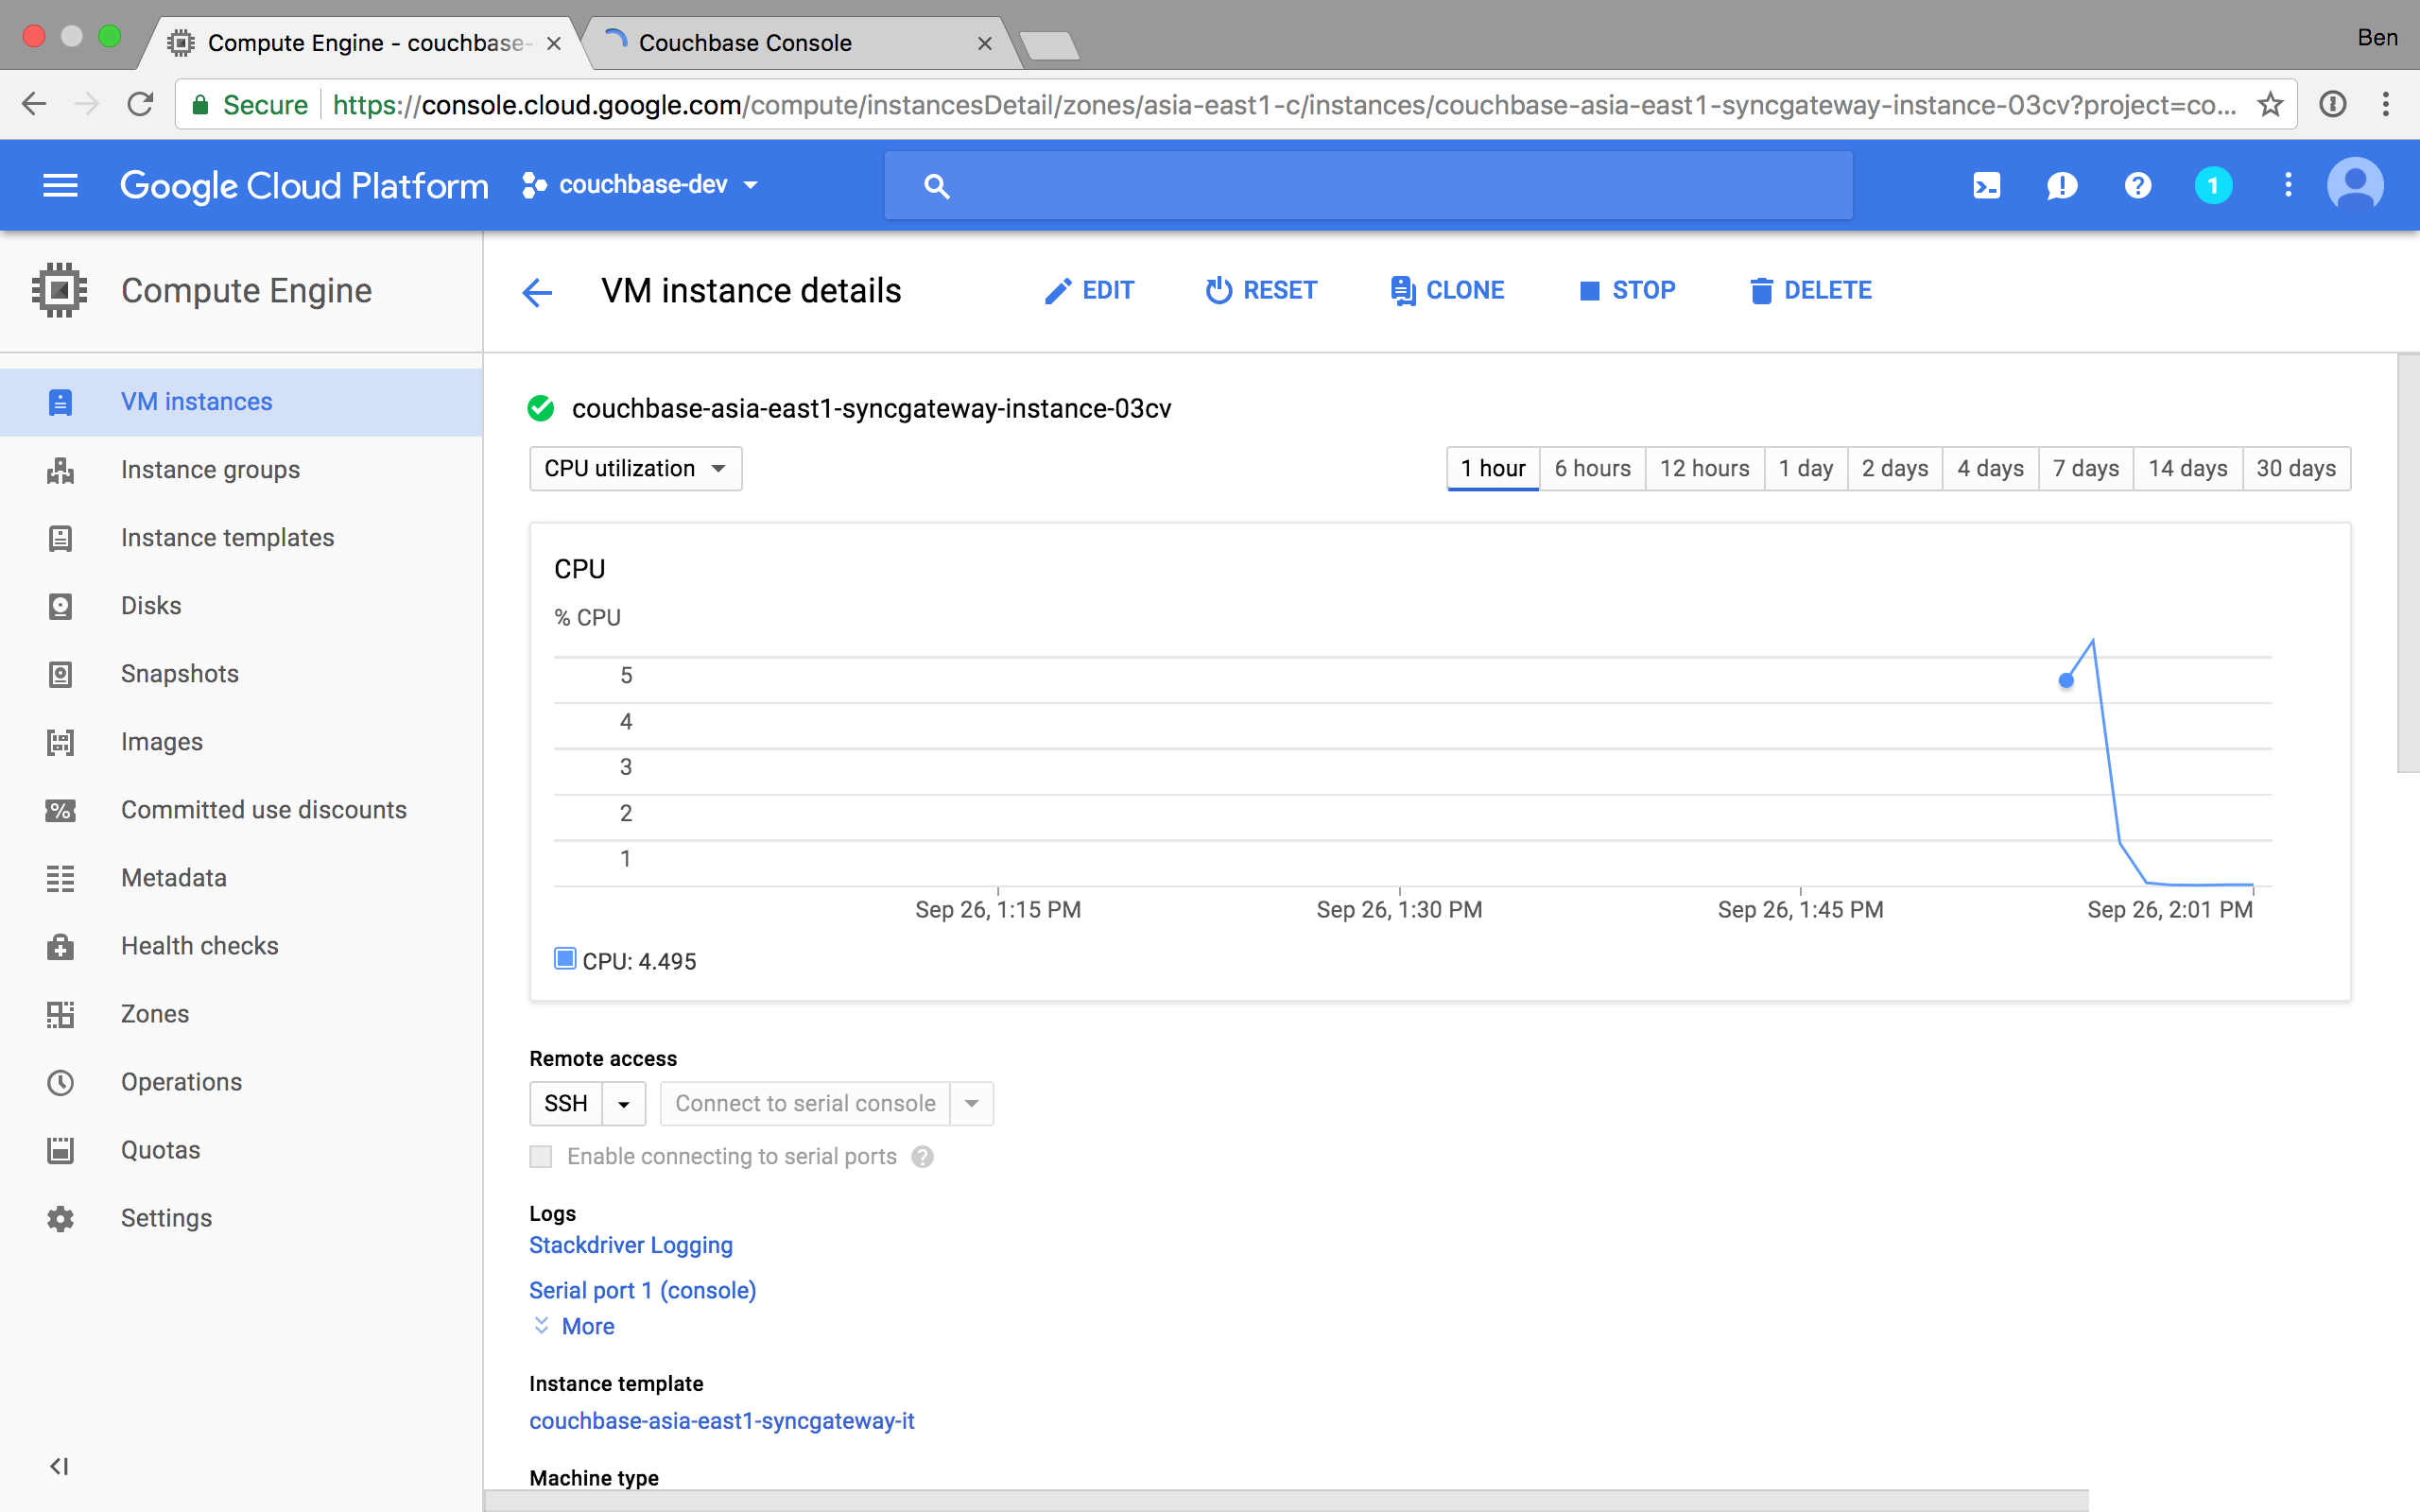 Compute Engine - couchbase-
Couchbase Console
Ben
Secure https://console.cloud.google.com/compute/instancesDetail/zones/asia-east1-c/instances/couchbase-asia-east1-syncgateway-instance-03cv?project=co...
Google Cloud Platform couchbase-dev 1
Compute Engine
VM instance details EDIT RESET CLONE STOP DELETE
VM instances
Instance groups
Instance templates
Disks
Snapshots
Images
Committed use discounts
Metadata
Health checks
Zones
Operations
Quotas
Settings
couchbase-asia-east1-syncgateway-instance-03cv
CPU utilization
1 hour 6 hours 12 hours 1 day 2 days 4 days 7 days 14 days 30 days
CPU
% CPU
5
4
3
2
1
Sep 26, 1:15 PM Sep 26, 1:30 PM Sep 26, 1:45 PM Sep 26, 2:01 PM
CPU: 4.495
Remote access
SSH Connect to serial console
Enable connecting to serial ports ?
Logs
Stackdriver Logging
Serial port 1 (console)
More
Instance template
couchbase-asia-east1-syncgateway-it
Machine type